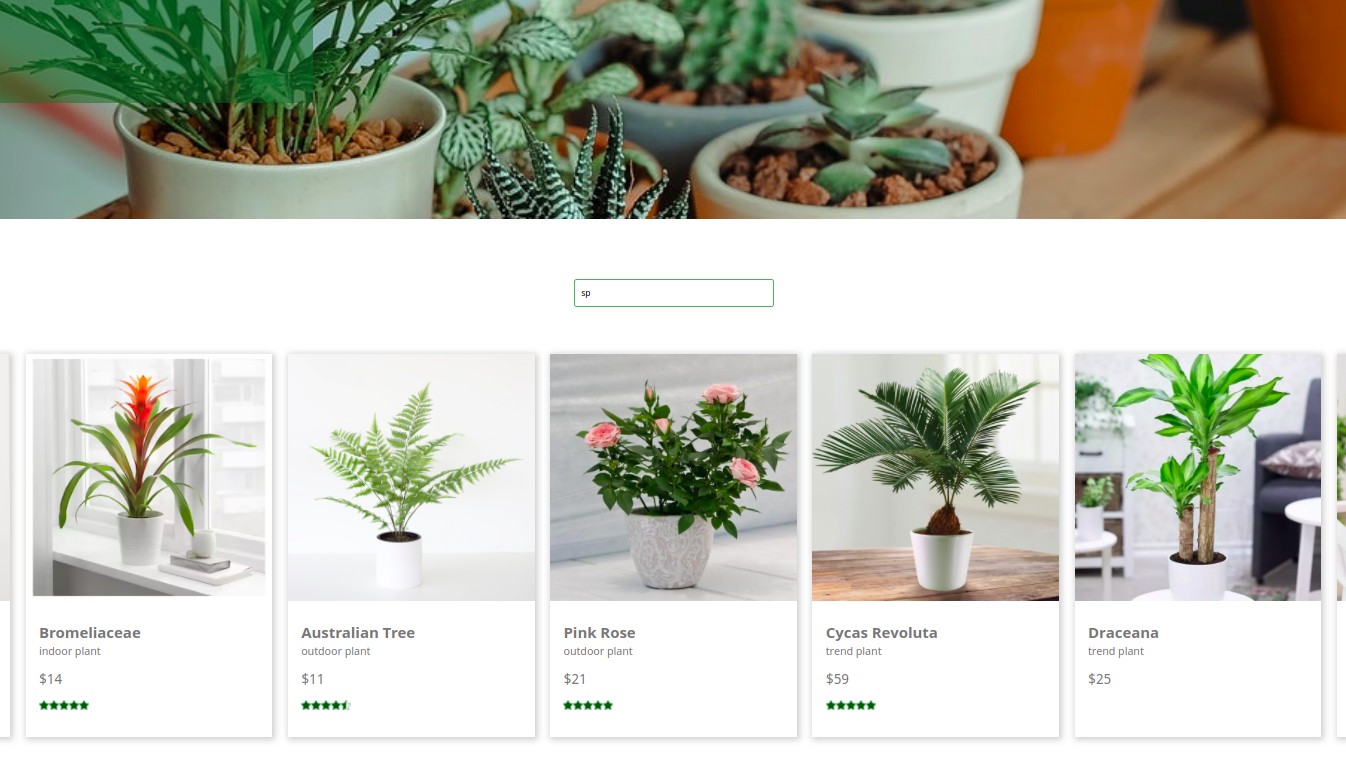 sp
Bromeliaceae
indoor plant
$14
Australian Tree
outdoor plant
$11
Pink Rose
outdoor plant
$21
Cycas Revoluta
trend plant
$59
Draceana
trend plant
$25